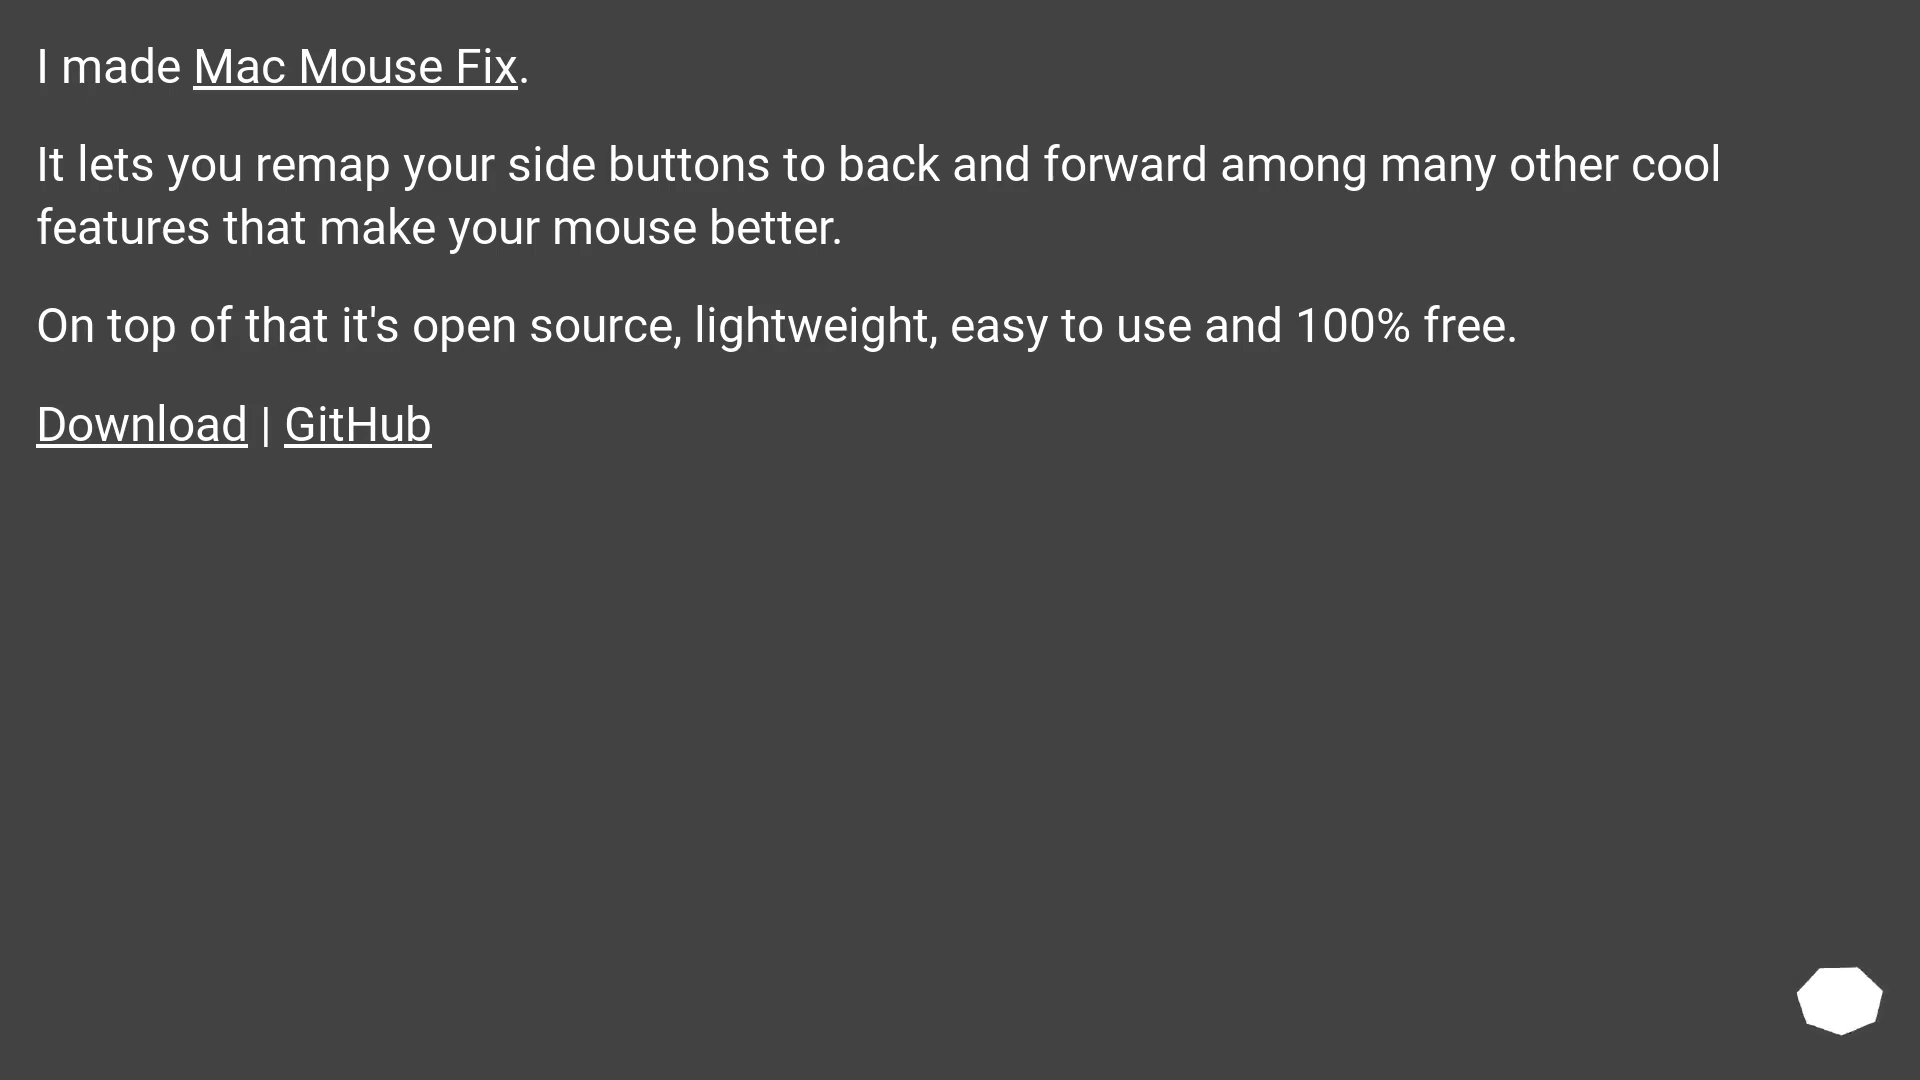 I made Mac Mouse Fix.
It lets you remap your side buttons to back and forward among many other cool
features that make your mouse better.
On top of that it's open source, lightweight, easy to use and 100% free.
Download | GitHub